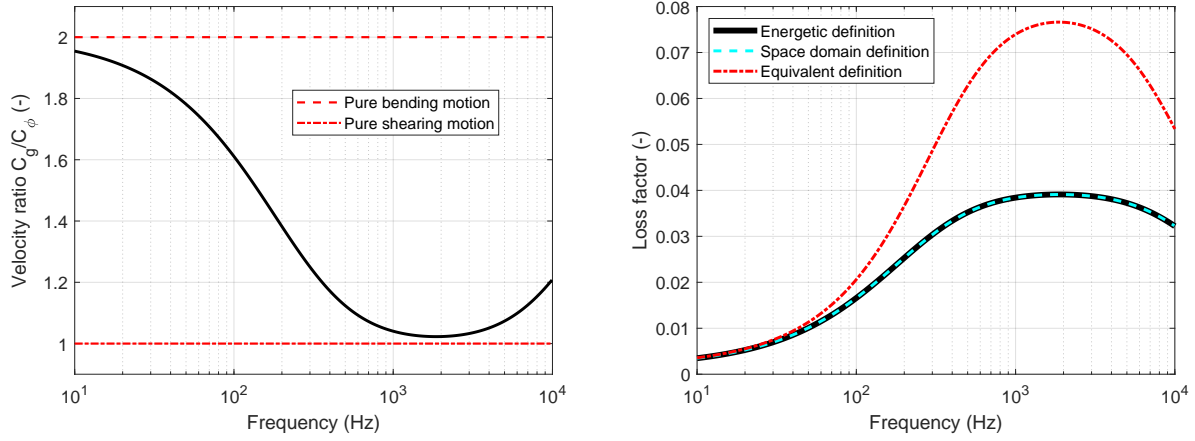 Velocity ratio C_g/C_ϕ (-)
2
1.8
1.6
1.4
1.2
1
Pure bending motion
Pure shearing motion
10^1
10^2
10^3
10^4
Frequency (Hz)
Loss factor (-)
0.08
0.07
0.06
0.05
0.04
0.03
0.02
0.01
0
Energetic definition
Space domain definition
Equivalent definition
10^1
10^2
10^3
10^4
Frequency (Hz)